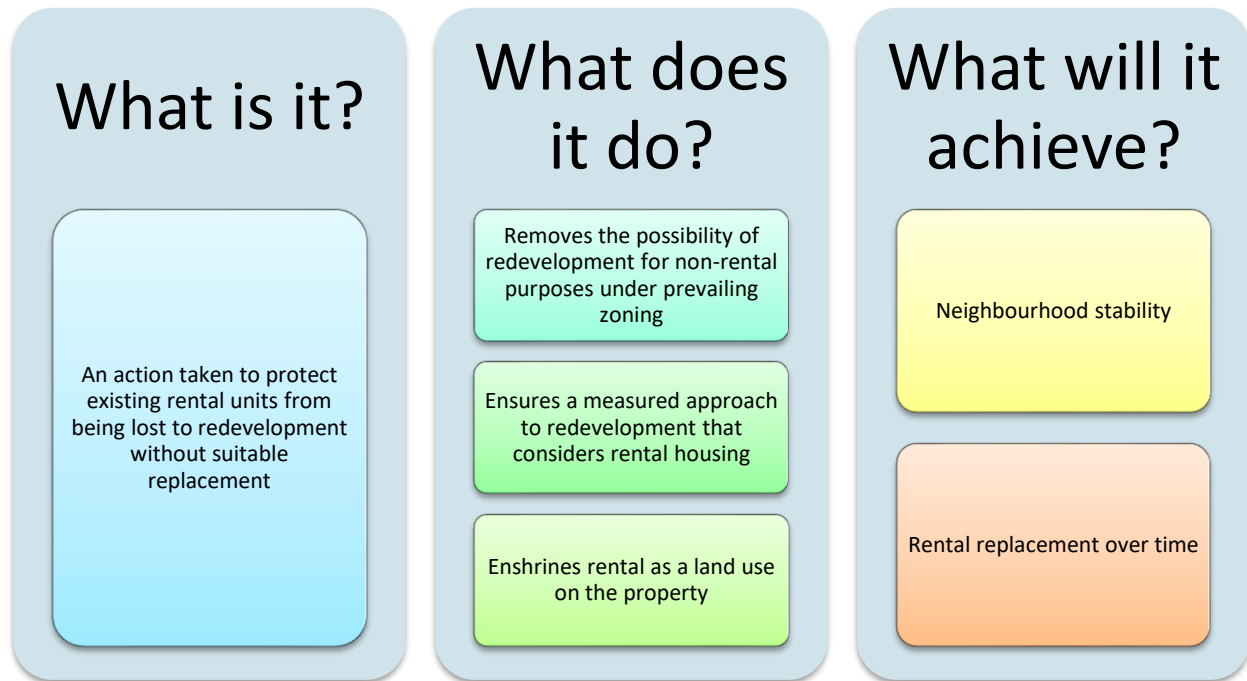 What is it?
An action taken to protect
existing rental units from
being lost to redevelopment
without suitable
replacement
What does
it do?
Removes the possibility of
redevelopment for non-rental
purposes under prevailing
zoning
Ensures a measured approach
to redevelopment that
considers rental housing
Enshrines rental as a land use
on the property
What will it
achieve?
Neighbourhood stability
Rental replacement over time